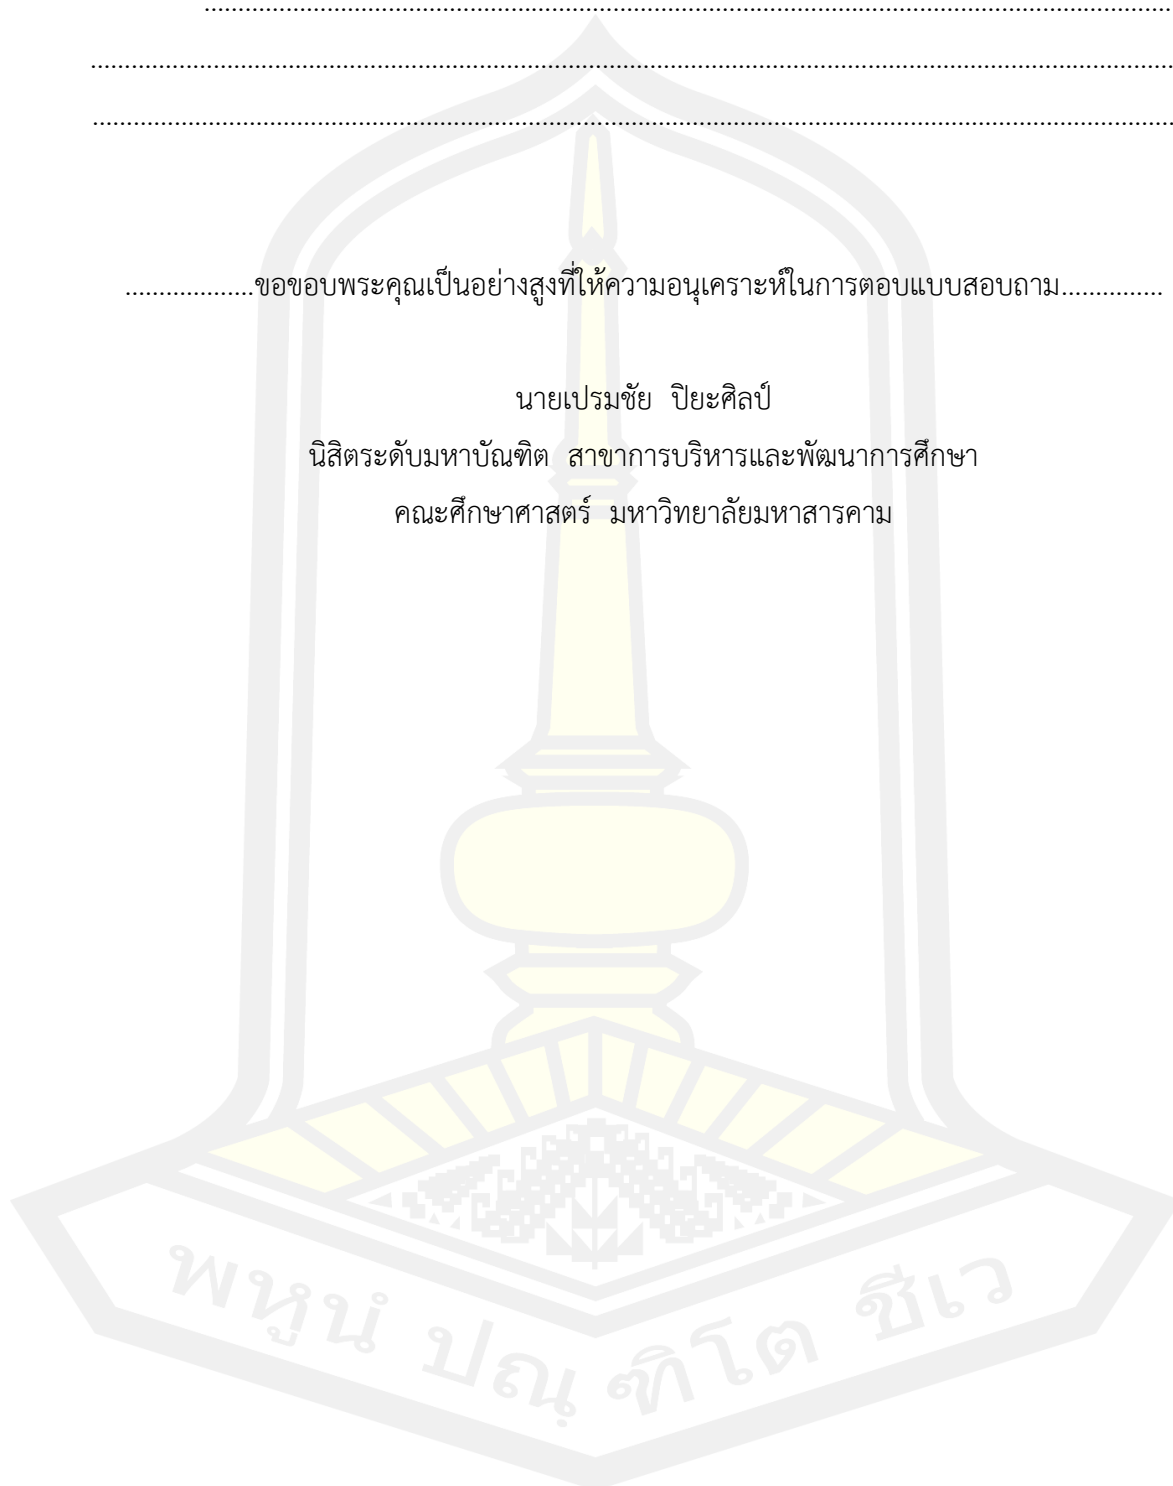 ................................................................................................................................................
.................................................................................................................................................................
.................................................................................................................................................................
...................ขอขอบพระคุณเป็นอย่างสูงที่ให้ความอนุเคราะห์ในการตอบแบบสอบถาม...............
นายเปรมชัย ปิยะศิลป์
นิสิตระดับมหาบัณฑิต สาขาการบริหารและพัฒนาการศึกษา
คณะศึกษาศาสตร์ มหาวิทยาลัยมหาสารคาม
พหูนํ ปณฺฑิโต ชีเว